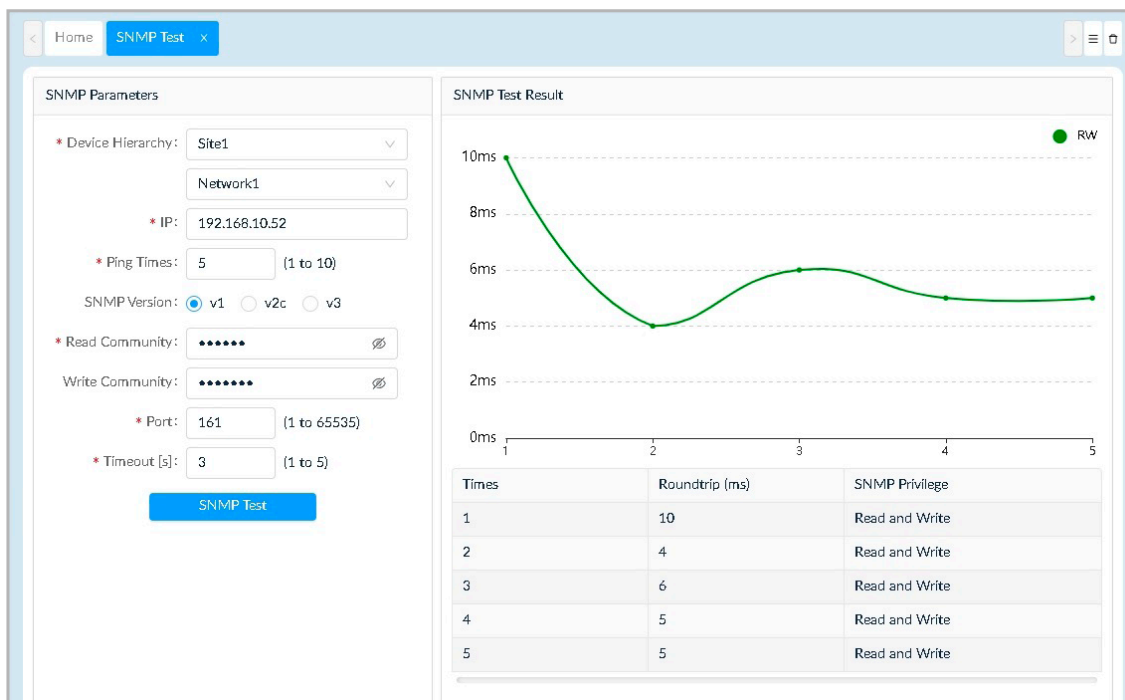 Home
SNMP Test
SNMP Parameters
* Device Hierarchy: Site1
Network1
* IP: 192.168.10.52
* Ping Times: 5 (1 to 10)
SNMP Version: v1 v2c v3
* Read Community: ••••••
Write Community: •••••••
* Port: 161 (1 to 65535)
* Timeout [s]: 3 (1 to 5)
SNMP Test
SNMP Test Result
RW
10ms
8ms
6ms
4ms
2ms
0ms
1 2 3 4 5
Times Roundtrip (ms) SNMP Privilege
1 10 Read and Write
2 4 Read and Write
3 6 Read and Write
4 5 Read and Write
5 5 Read and Write